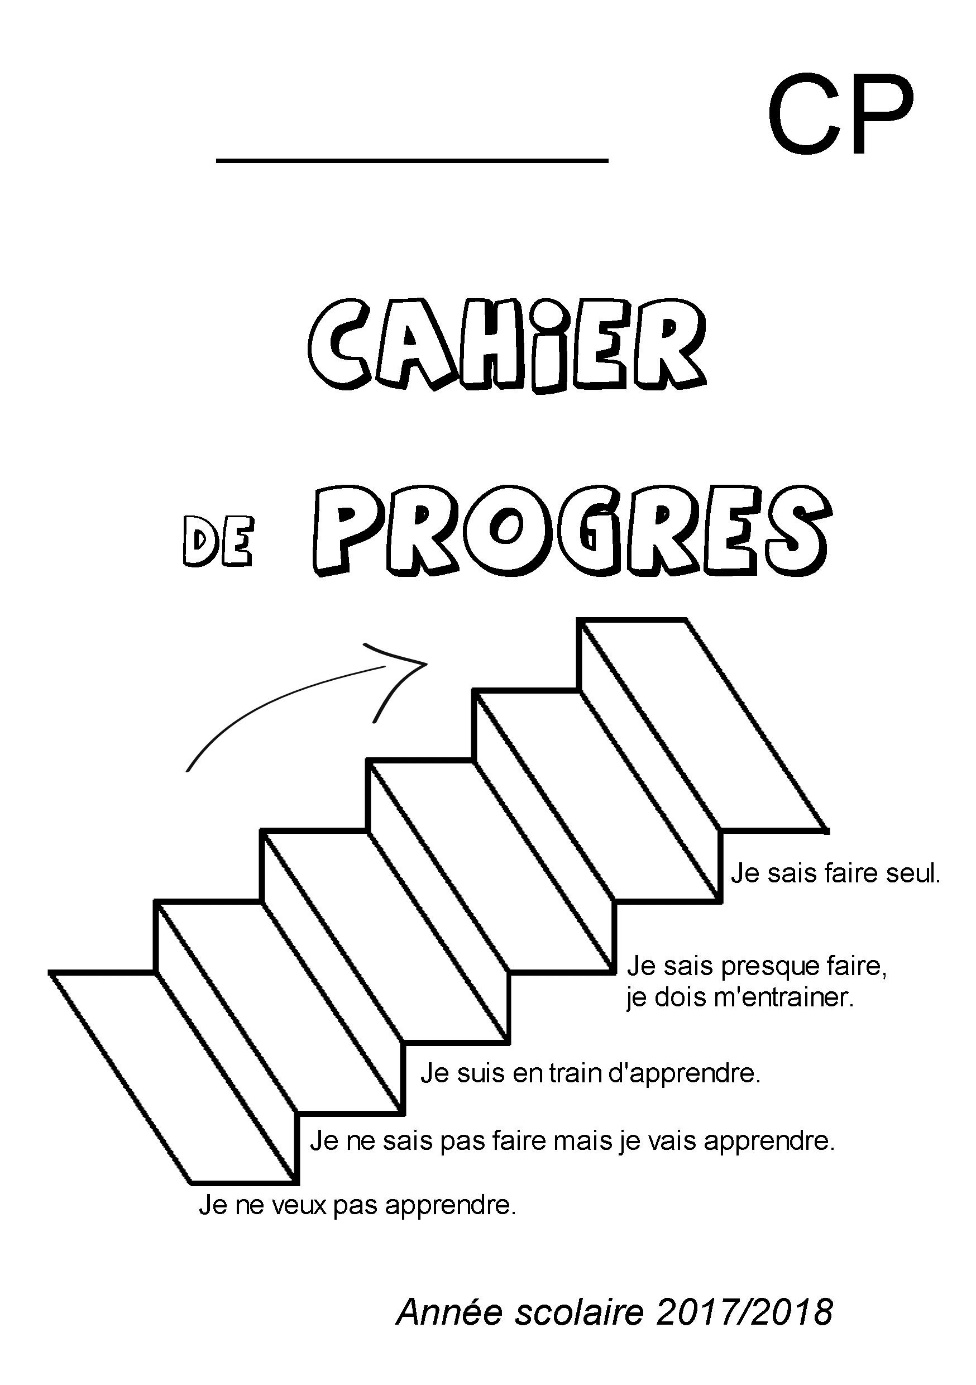 CP
CAHiER
DE PROGRES
Je sais faire seul.
Je sais presque faire,
je dois m'entrainer.
Je suis en train d'apprendre.
Je ne sais pas faire mais je vais apprendre.
Je ne veux pas apprendre.
Année scolaire 2017/2018